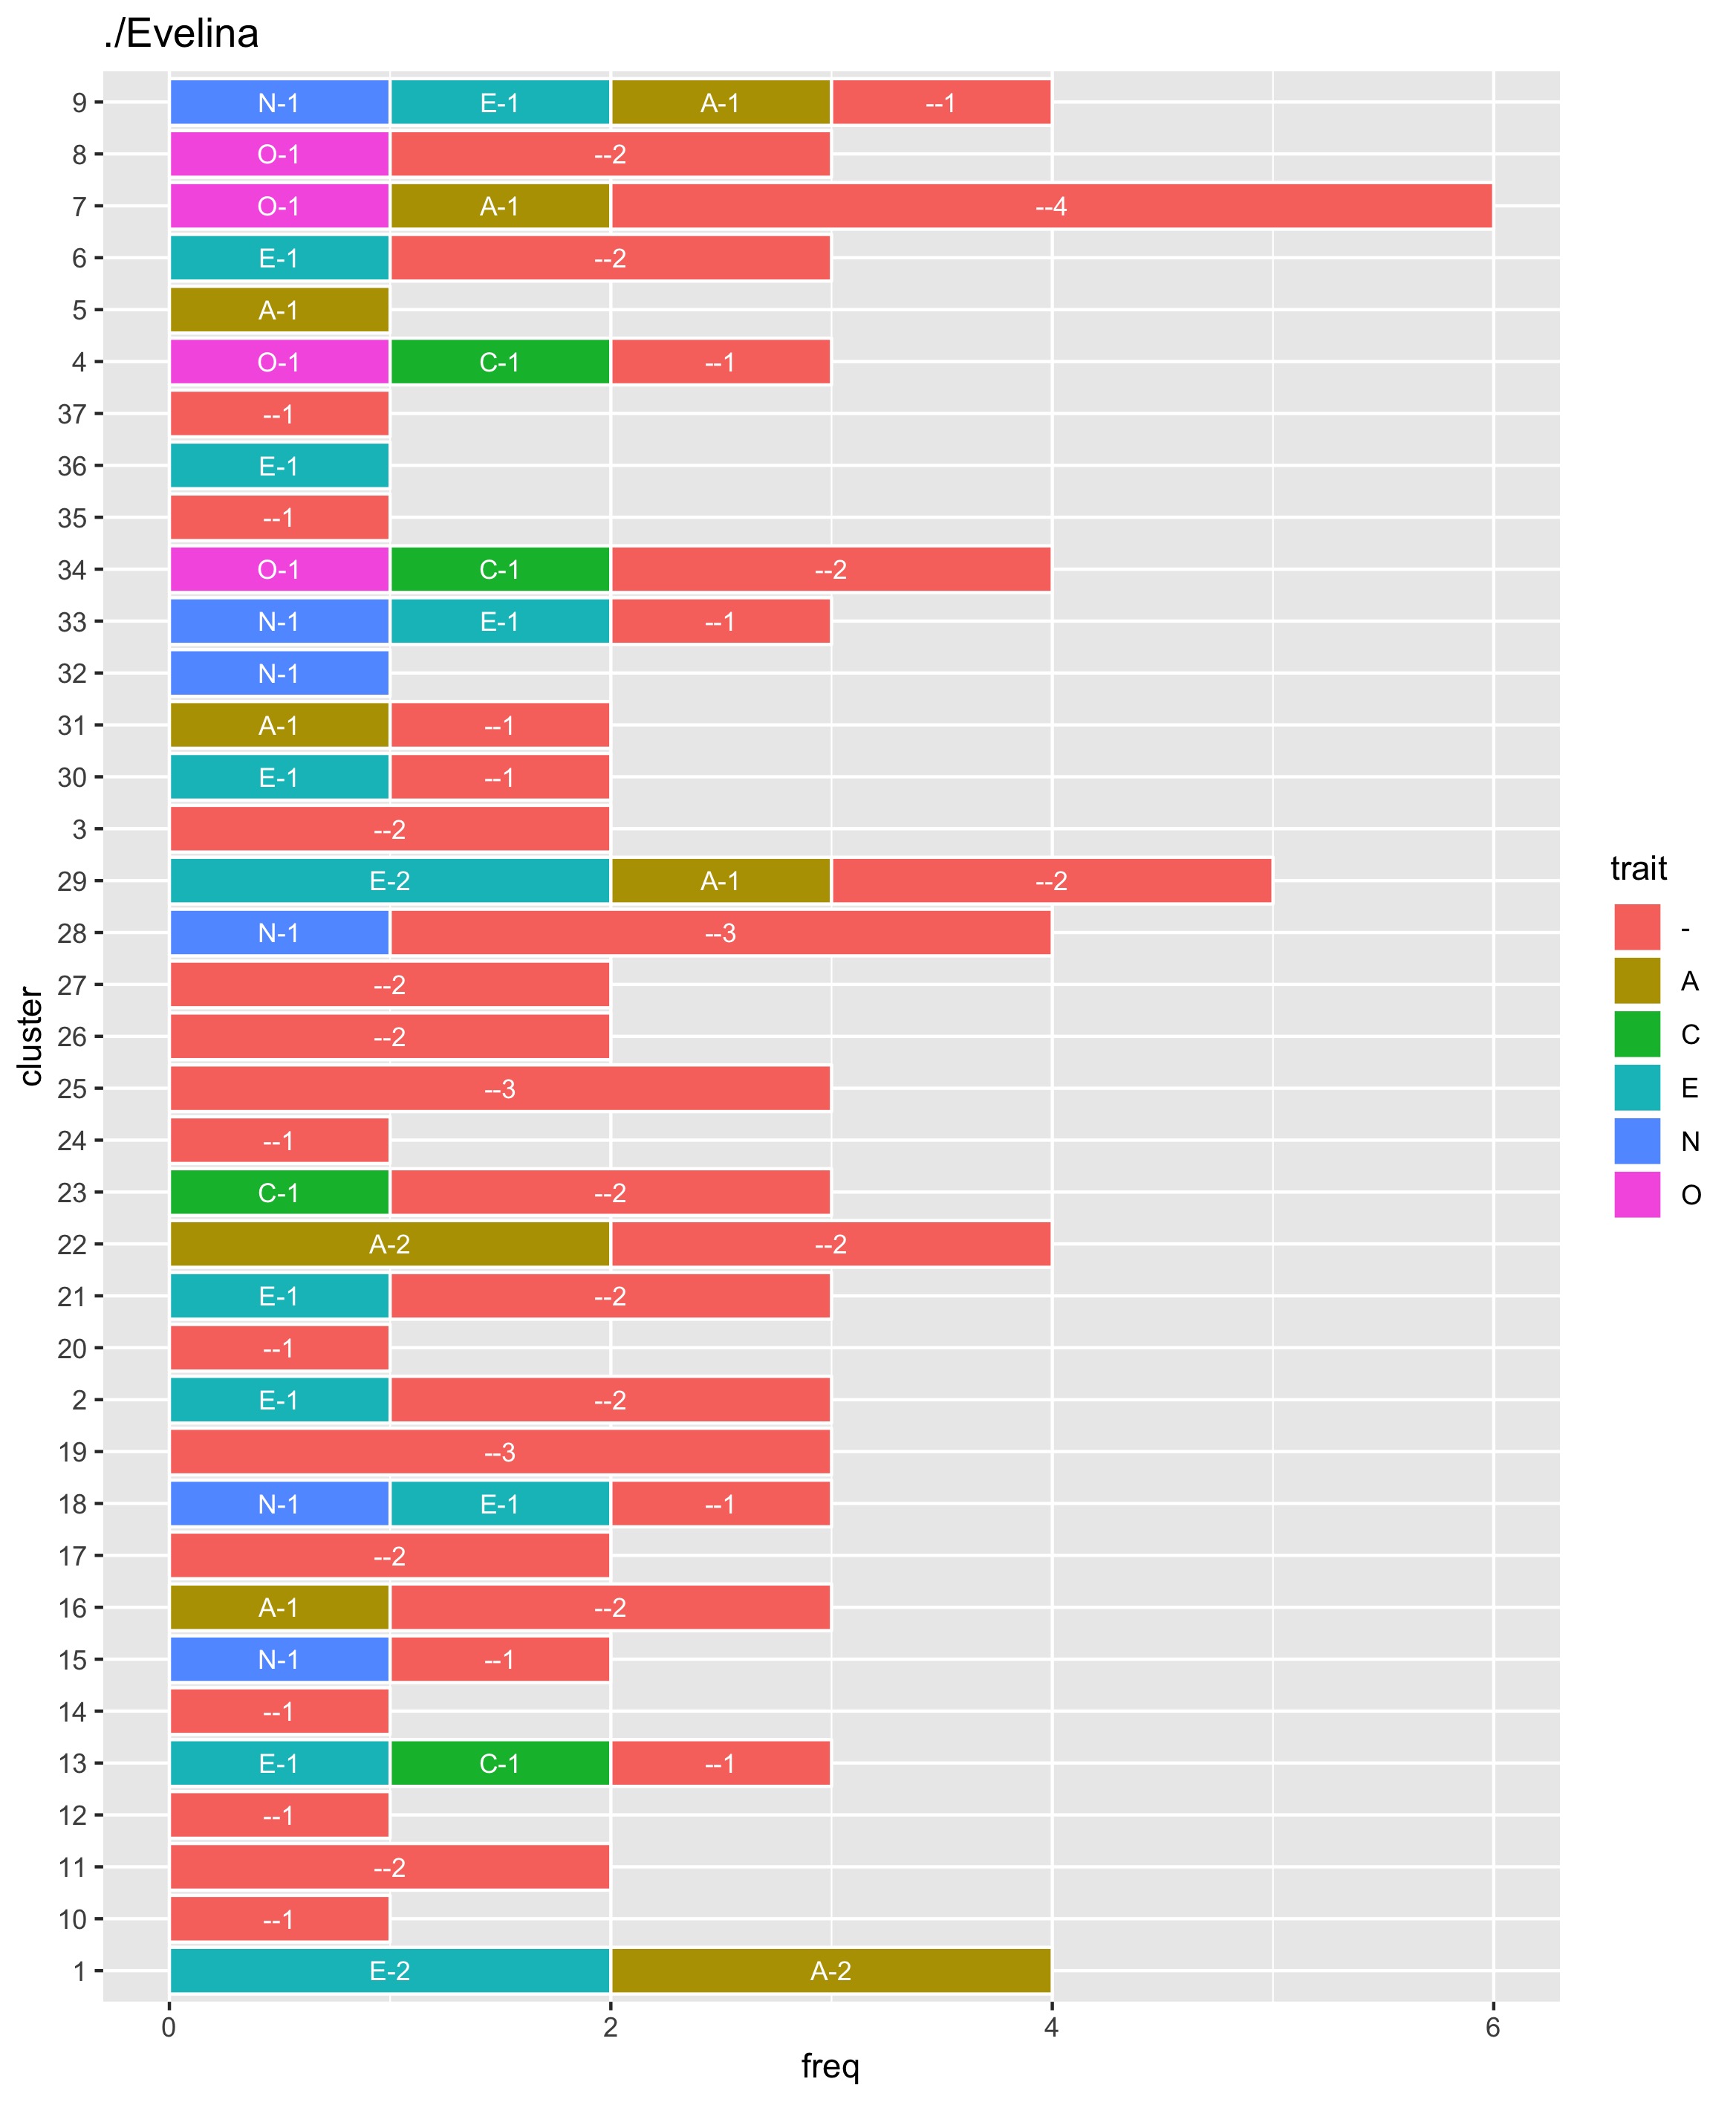 ./Evelina
9 N-1 E-1 A-1 --1
8 O-1 --2
7 O-1 A-1 --4
6 E-1 --2
5 A-1
4 O-1 C-1 --1
37 --1
36 E-1
35 --1
34 O-1 C-1 --2
33 N-1 E-1 --1
32 N-1
31 A-1 --1
30 E-1 --1
3 --2
29 E-2 A-1 --2
28 N-1 --3
27 --2
26 --2
25 --3
24 --1
23 C-1 --2
22 A-2 --2
21 E-1 --2
20 --1
2 E-1 --2
19 --3
18 N-1 E-1 --1
17 --2
16 A-1 --2
15 N-1 --1
14 --1
13 E-1 C-1 --1
12 --1
11 --2
10 --1
1 E-2 A-2
0 2 4 6
freq
cluster
trait
-
A
C
E
N
O